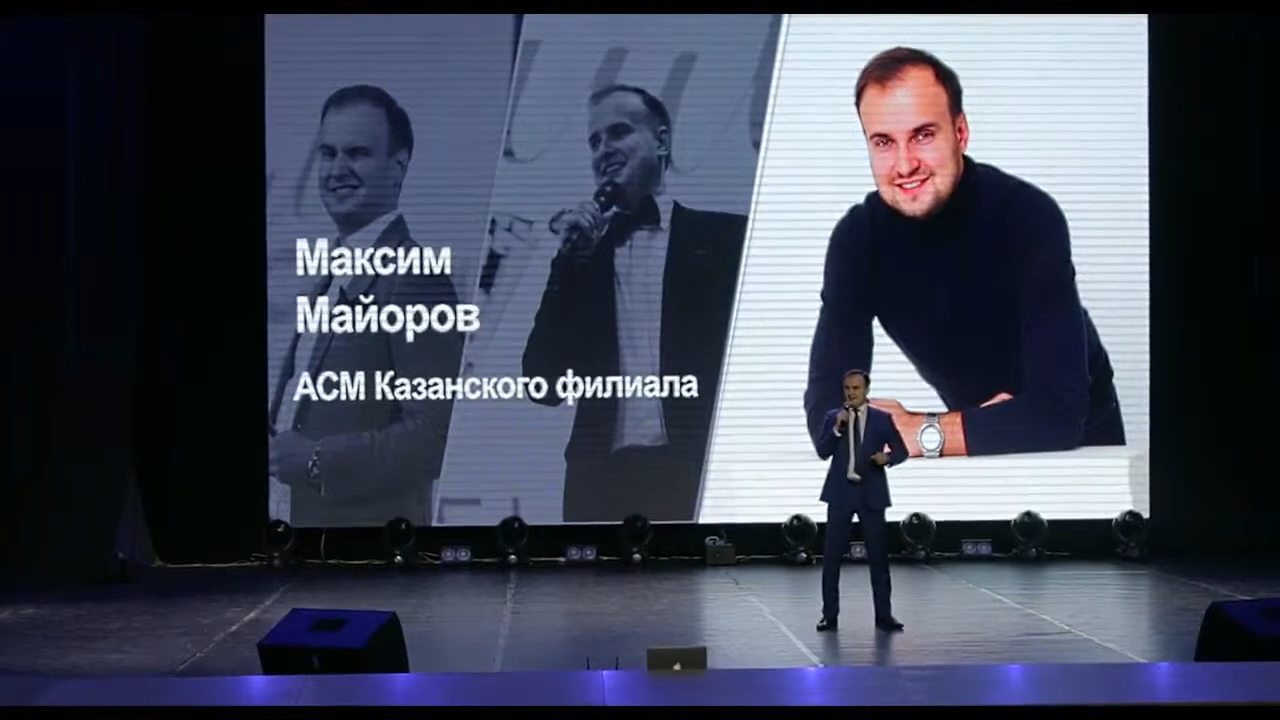 Максим
Майоров
АСМ Казанского филиала